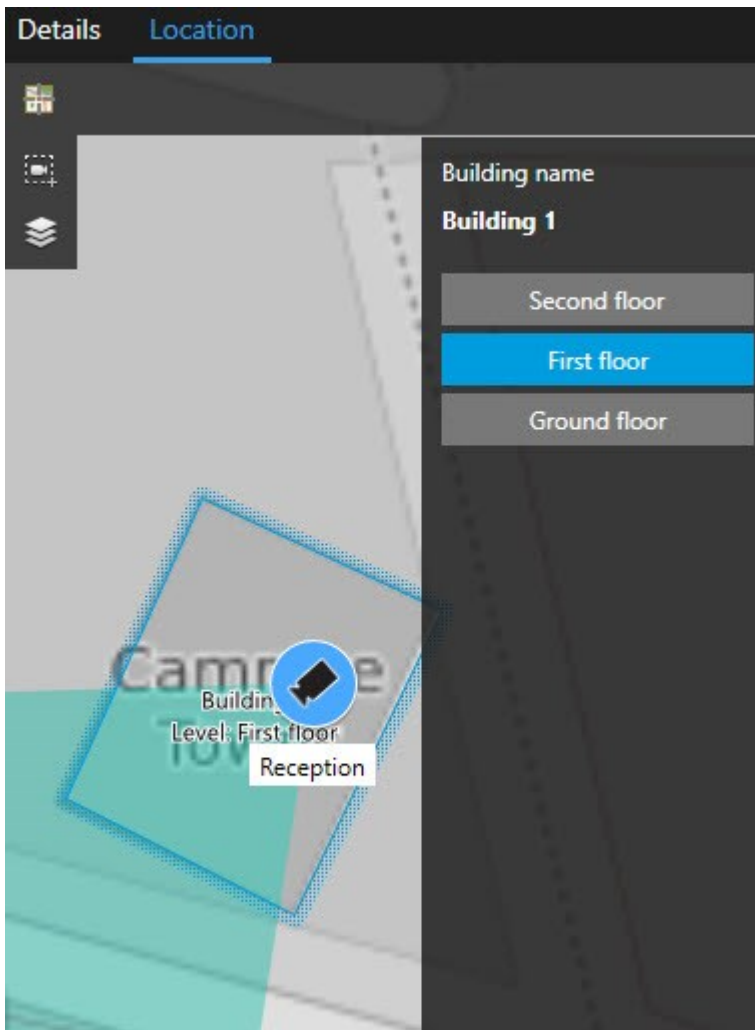 Details Location
Building name
Building 1
Second floor
First floor
Ground floor
Level: First floor
Reception